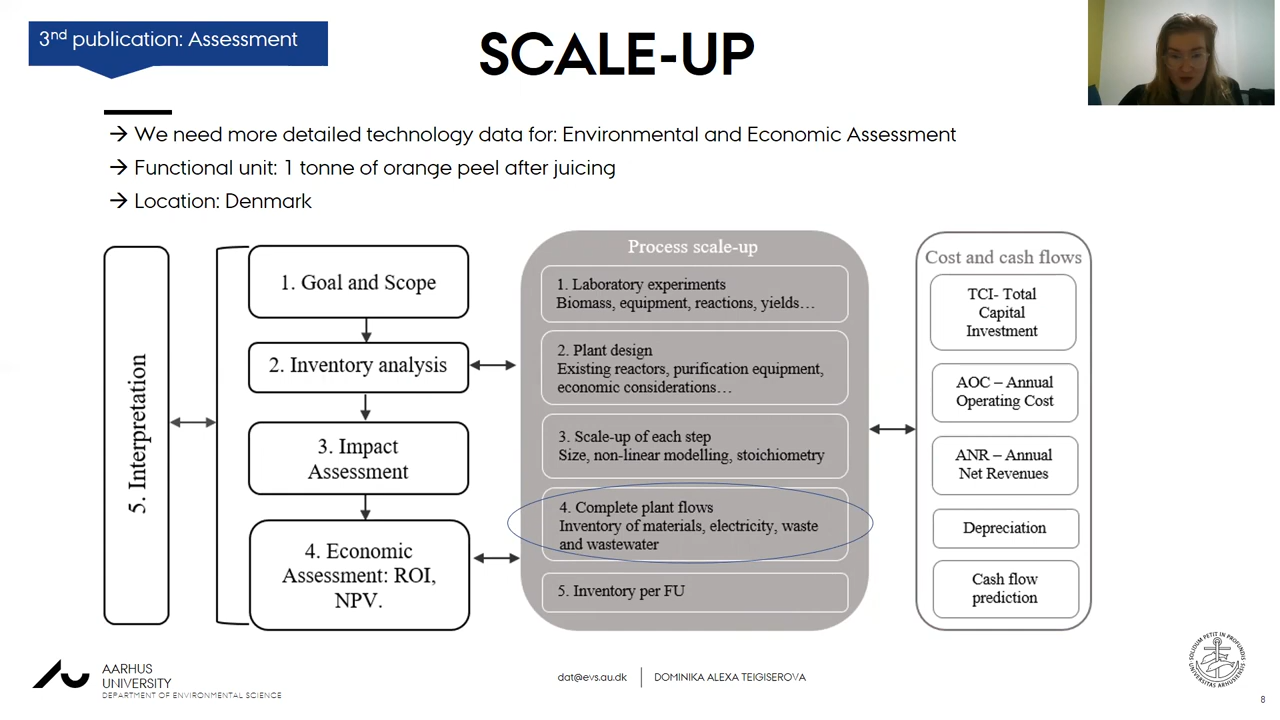 3rd publication: Assessment
SCALE-UP
→ We need more detailed technology data for: Environmental and Economic Assessment
→ Functional unit: 1 tonne of orange peel after juicing
→ Location: Denmark
5. Interpretation
1. Goal and Scope
2. Inventory analysis
3. Impact
Assessment
4. Economic
Assessment: ROI,
NPV.
Process scale-up
1. Laboratory experiments
Biomass, equipment, reactions, yields…
2. Plant design
Existing reactors, purification equipment,
economic considerations…
3. Scale-up of each step
Size, non-linear modelling, stoichiometry
4. Complete plant flows
Inventory of materials, electricity, waste
and wastewater
5. Inventory per FU
Cost and cash flows
TCI- Total
Capital
Investment
AOC – Annual
Operating Cost
ANR – Annual
Net Revenues
Depreciation
Cash flow
prediction
AARHUS
UNIVERSITY
DEPARTMENT OF ENVIRONMENTAL SCIENCE
dat@evs.au.dk
DOMINIKA ALEXA TEIGISEROVA
8